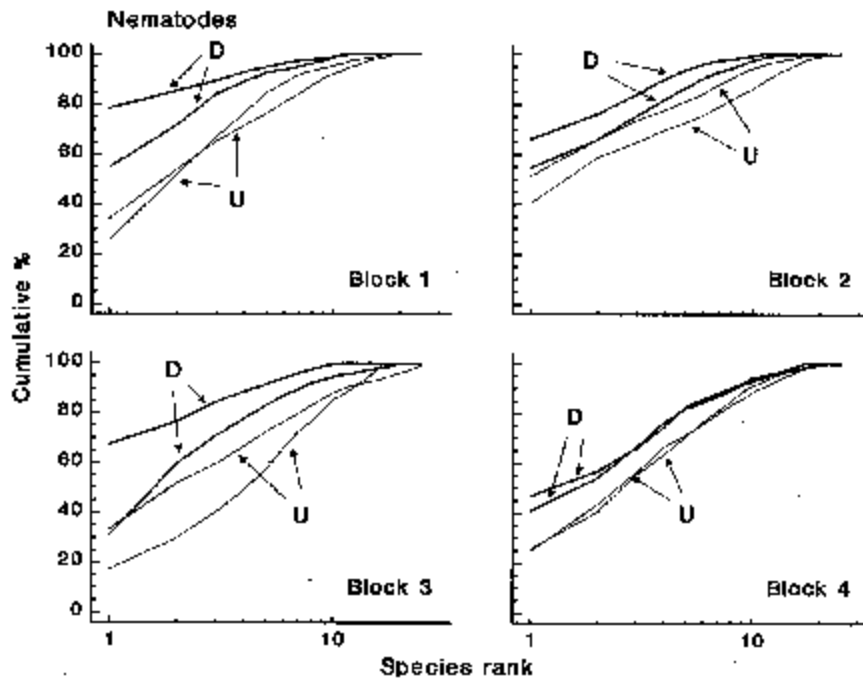 Nematodes
100
80
60
40
20
0
D
U
Block 1
D
U
Block 2
Cumulative %
100
80
60
40
20
0
1
10
D
U
Block 3
D
U
Block 4
1
10
Species rank